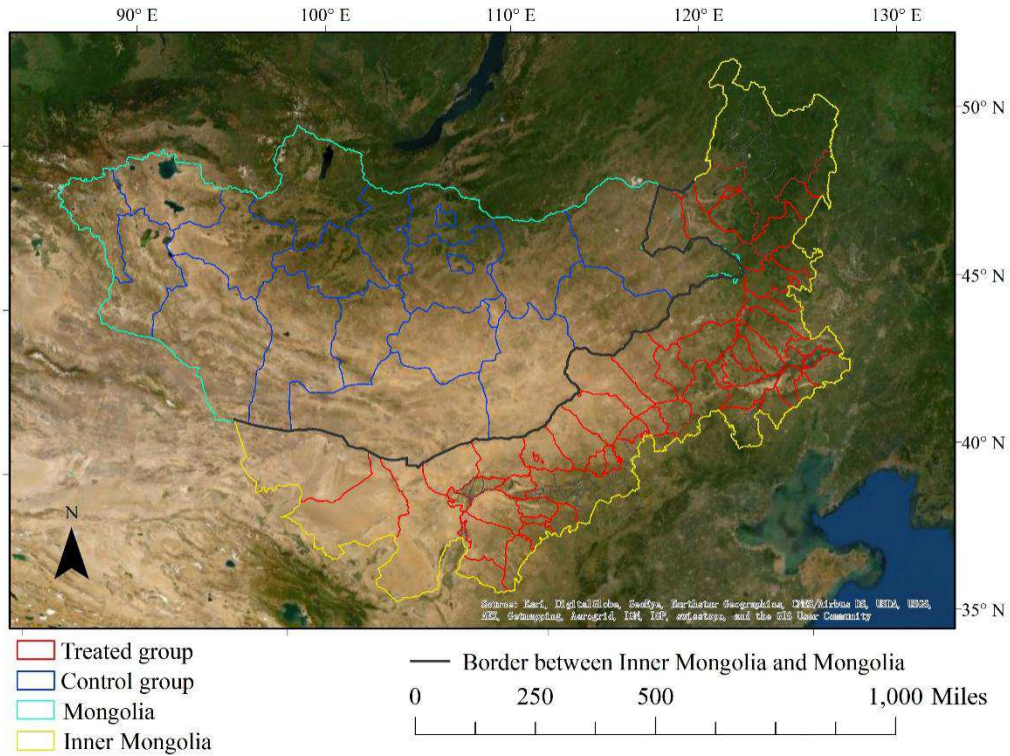 90° E 100° E 110° E 120° E 130° E
50° N
45° N
40° N
35° N
N
Sources: Esri, DigitalGlobe, GeoEye, Earthstar Geographics, CNES/Airbus DS, USDA, USGS,
AEX, Getmapping, Aerogrid, IGN, IGP, swisstopo, and the GIS User Community
Treated group
Control group
Mongolia
Inner Mongolia
Border between Inner Mongolia and Mongolia
0 250 500 1,000 Miles